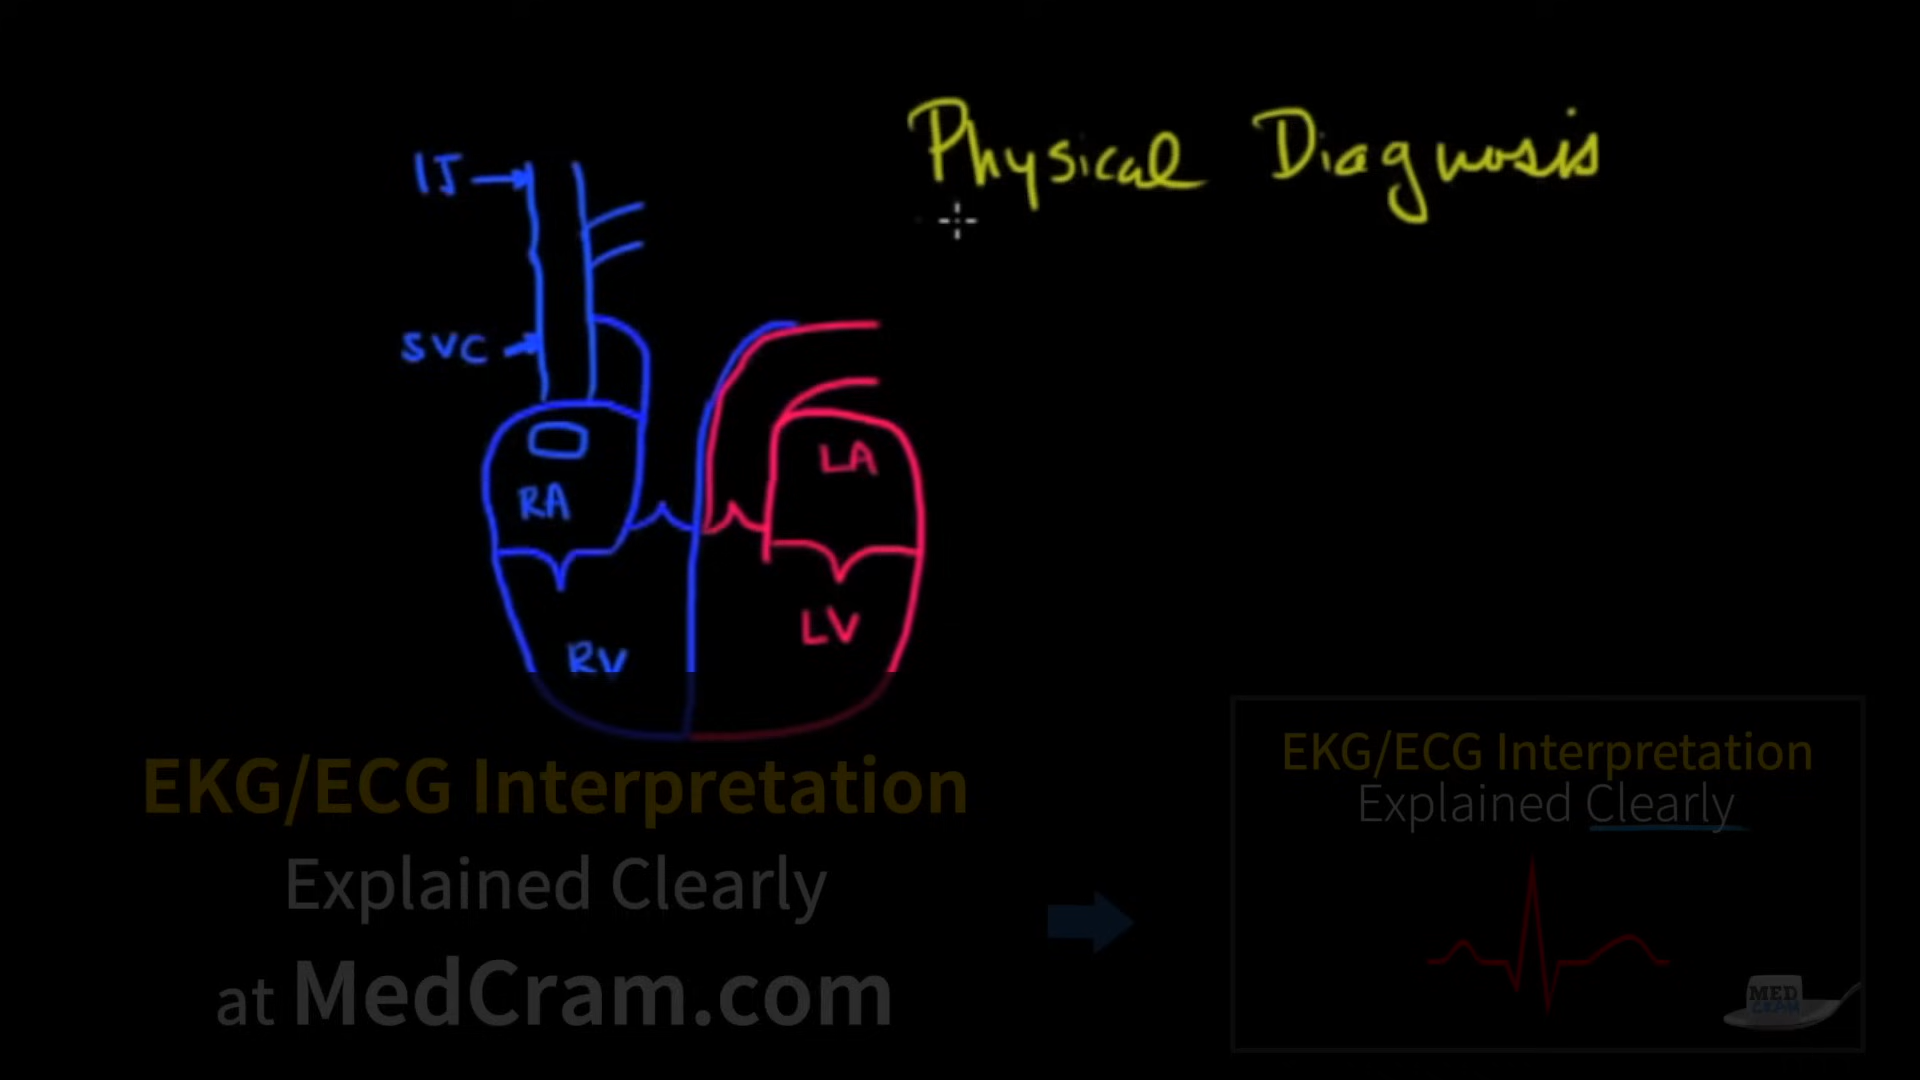 Physical Diagnosis
IJ
SVC
RA
LA
RV
LV
EKG/ECG Interpretation
Explained Clearly
at MedCram.com
EKG/ECG Interpretation
Explained Clearly
MED
CRAM